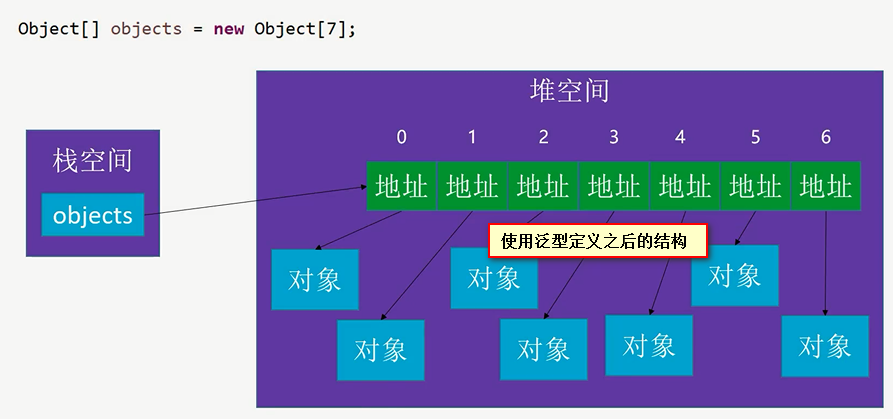 Object[] objects = new Object[7];
堆空间
0 1 2 3 4 5 6
栈空间
地址 地址 地址 地址 地址 地址 地址
objects
使用泛型定义之后的结构
对象 对象 对象
对象 对象 对象 对象